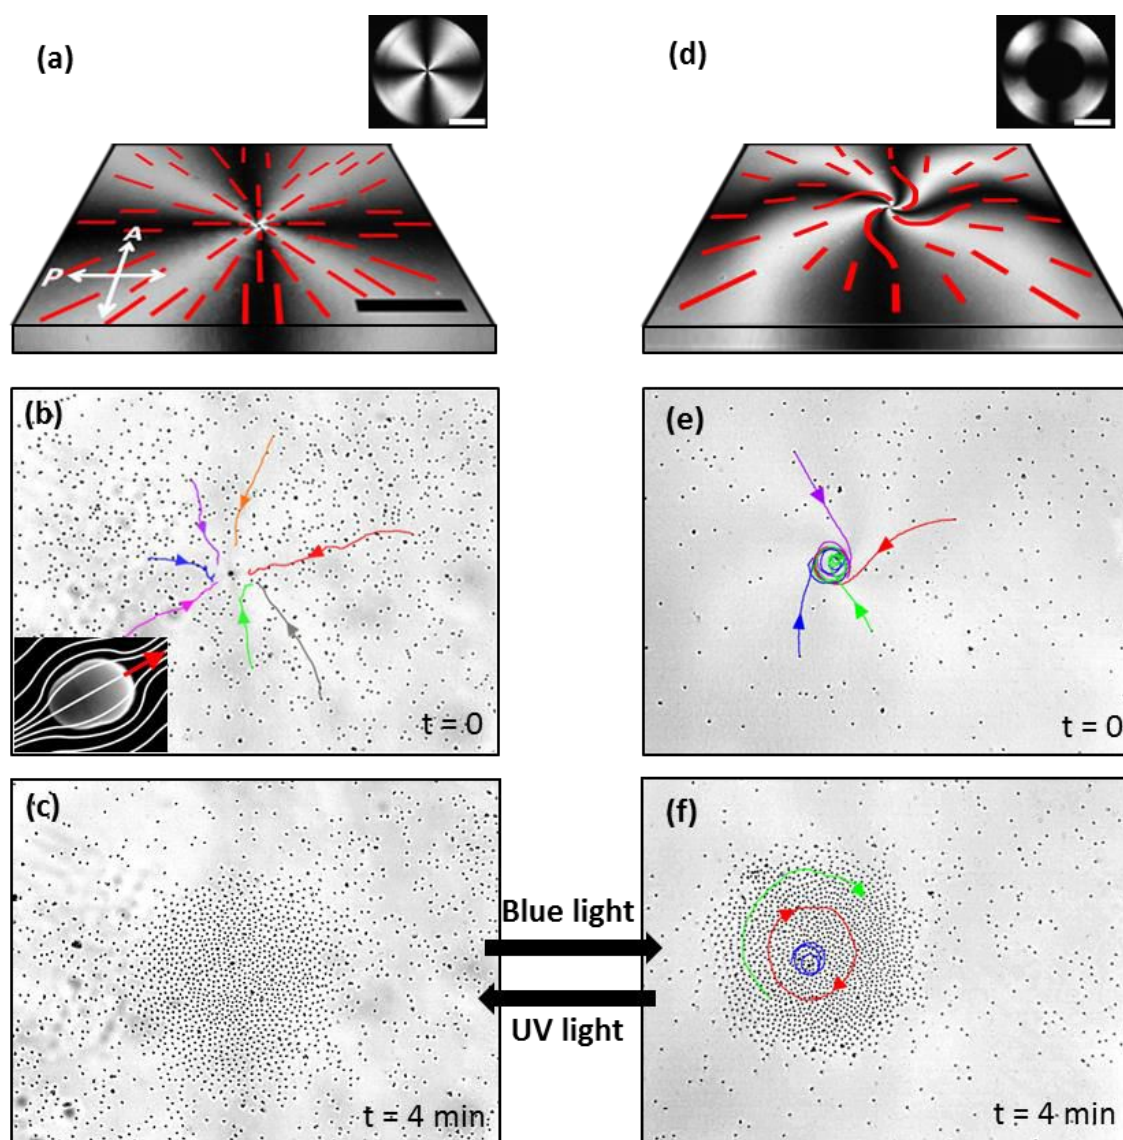 (a)
A
P
(b)
t = 0
(c)
t = 4 min
(d)
(e)
t = 0
(f)
t = 4 min
Blue light
UV light